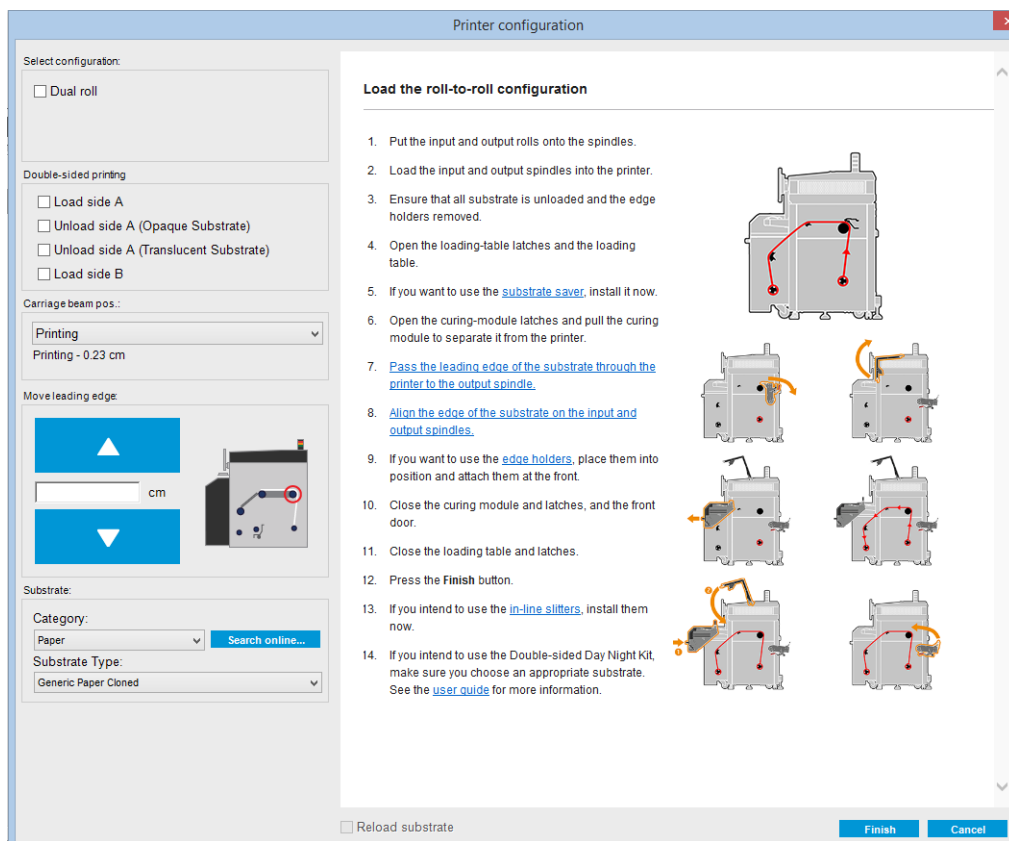 Printer configuration
Select configuration:
Dual roll
Double-sided printing
Load side A
Unload side A (Opaque Substrate)
Unload side A (Translucent Substrate)
Load side B
Carriage beam pos.:
Printing
Printing - 0.23 cm
Move leading edge:
cm
Substrate:
Category:
Paper
Search online...
Substrate Type:
Generic Paper Cloned
Load the roll-to-roll configuration
1. Put the input and output rolls onto the spindles.
2. Load the input and output spindles into the printer.
3. Ensure that all substrate is unloaded and the edge
holders removed.
4. Open the loading-table latches and the loading
table.
5. If you want to use the substrate saver, install it now.
6. Open the curing-module latches and pull the curing
module to separate it from the printer.
7. Pass the leading edge of the substrate through the
printer to the output spindle.
8. Align the edge of the substrate on the input and
output spindles.
9. If you want to use the edge holders, place them into
position and attach them at the front.
10. Close the curing module and latches, and the front
door.
11. Close the loading table and latches.
12. Press the Finish button.
13. If you intend to use the in-line slitters, install them
now.
14. If you intend to use the Double-sided Day Night Kit,
make sure you choose an appropriate substrate.
See the user guide for more information.
Reload substrate
Finish
Cancel